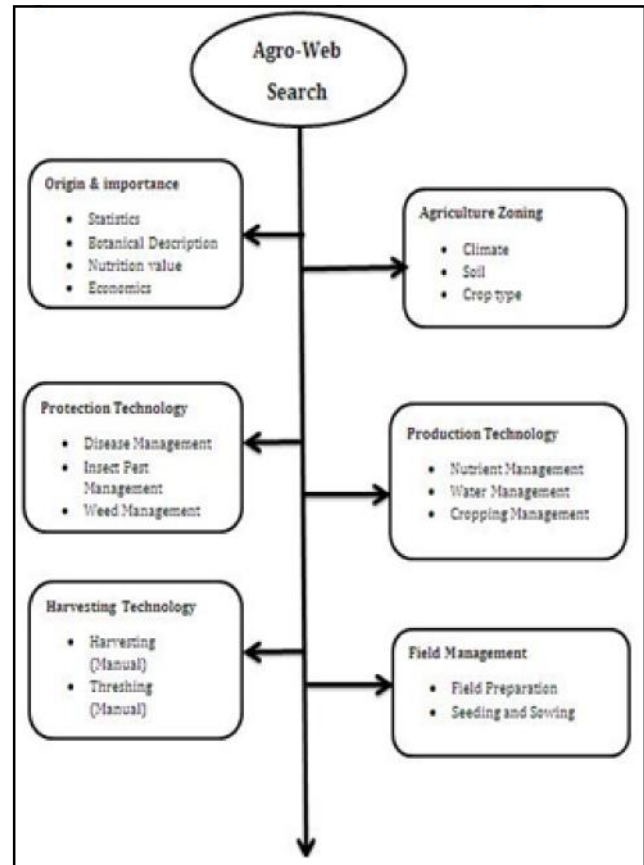 Agro-Web
Search
Origin & importance
• Statistics
• Botanical Description
• Nutrition value
• Economics
Agriculture Zoning
• Climate
• Soil
• Crop type
Protection Technology
• Disease Management
• Insect Pest
Management
• Weed Management
Production Technology
• Nutrient Management
• Water Management
• Cropping Management
Harvesting Technology
• Harvesting
(Manual)
• Threshing
(Manual)
Field Management
• Field Preparation
• Seeding and Sowing